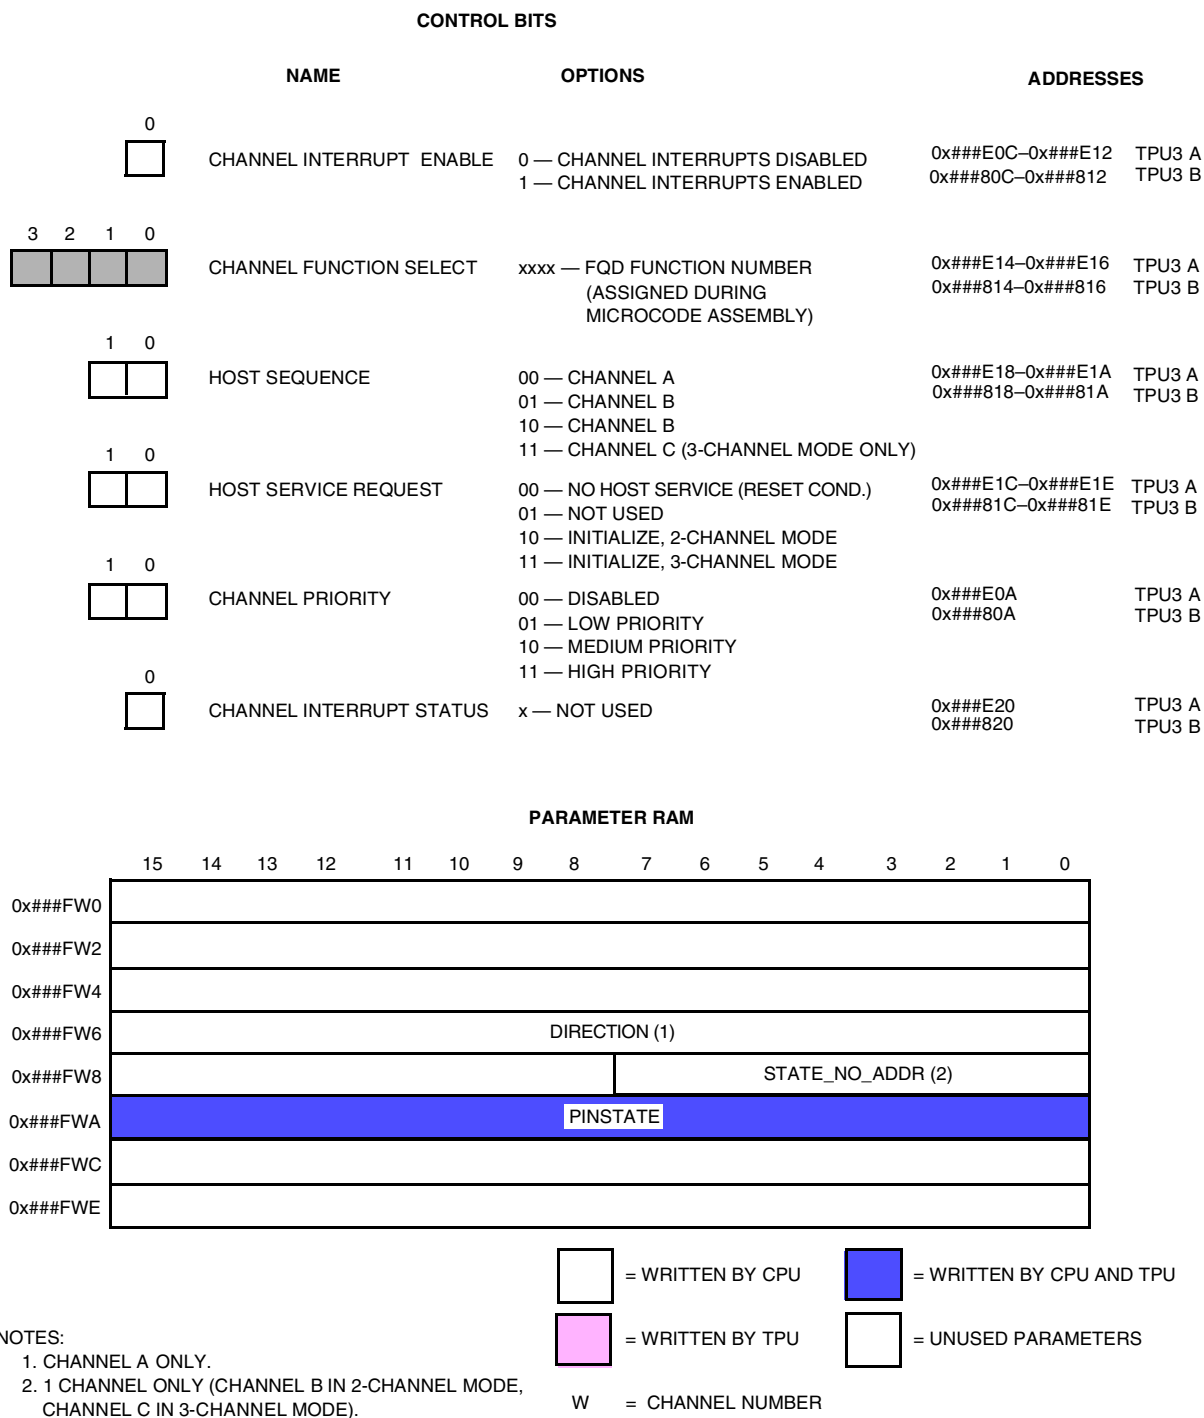 CONTROL BITS
NAME OPTIONS ADDRESSES
0
CHANNEL INTERRUPT ENABLE 0 — CHANNEL INTERRUPTS DISABLED 0x###E0C–0x###E12 TPU3 A
1 — CHANNEL INTERRUPTS ENABLED 0x###80C–0x###812 TPU3 B
3 2 1 0
CHANNEL FUNCTION SELECT xxxx — FQD FUNCTION NUMBER 0x###E14–0x###E16 TPU3 A
(ASSIGNED DURING 0x###814–0x###816 TPU3 B
MICROCODE ASSEMBLY)
1 0
HOST SEQUENCE 00 — CHANNEL A 0x###E18–0x###E1A TPU3 A
01 — CHANNEL B 0x###818–0x###81A TPU3 B
10 — CHANNEL B
11 — CHANNEL C (3-CHANNEL MODE ONLY)
1 0
HOST SERVICE REQUEST 00 — NO HOST SERVICE (RESET COND.) 0x###E1C–0x###E1E TPU3 A
01 — NOT USED 0x###81C–0x###81E TPU3 B
10 — INITIALIZE, 2-CHANNEL MODE
11 — INITIALIZE, 3-CHANNEL MODE
1 0
CHANNEL PRIORITY 00 — DISABLED 0x###E0A TPU3 A
01 — LOW PRIORITY 0x###80A TPU3 B
10 — MEDIUM PRIORITY
11 — HIGH PRIORITY
0
CHANNEL INTERRUPT STATUS x — NOT USED 0x###E20 TPU3 A
0x###820 TPU3 B
PARAMETER RAM
15 14 13 12 11 10 9 8 7 6 5 4 3 2 1 0
0x###FW0
0x###FW2
0x###FW4
0x###FW6 DIRECTION (1)
0x###FW8 STATE_NO_ADDR (2)
0x###FWA PINSTATE
0x###FWC
0x###FWE
= WRITTEN BY CPU = WRITTEN BY CPU AND TPU
= WRITTEN BY TPU = UNUSED PARAMETERS
NOTES:
1. CHANNEL A ONLY.
2. 1 CHANNEL ONLY (CHANNEL B IN 2-CHANNEL MODE,
CHANNEL C IN 3-CHANNEL MODE).
W = CHANNEL NUMBER